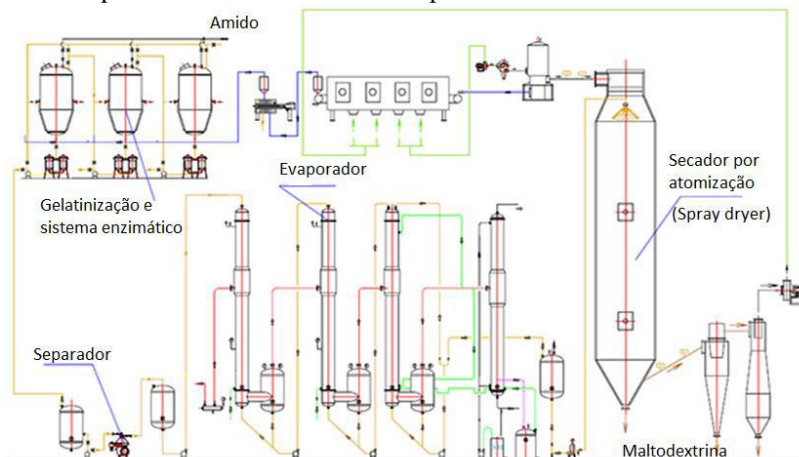 Amido
Gelatinização e
sistema enzimático
Evaporador
Secador por
atomização
(Spray dryer)
Separador
Maltodextrina